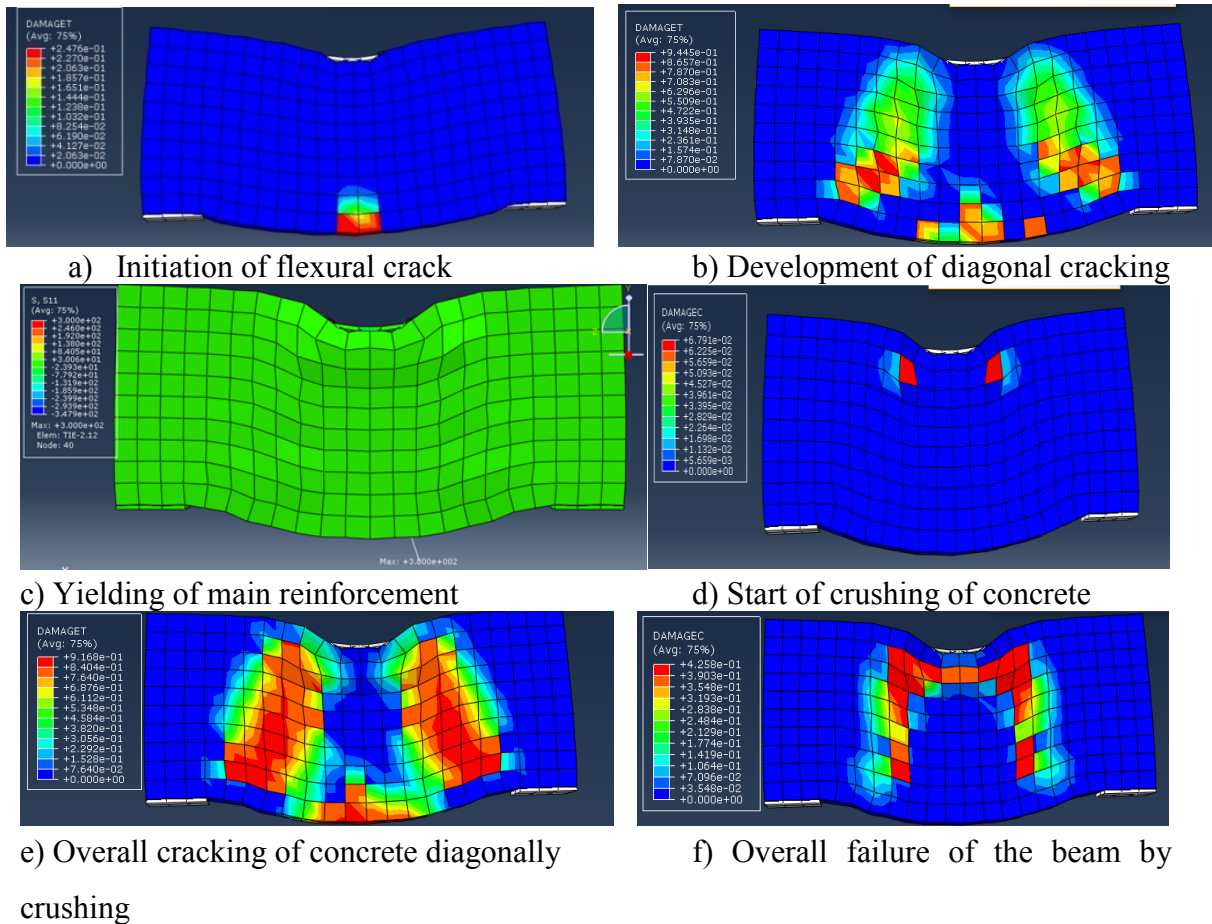 DAMAGET
(Avg: 75%)
+2.476e-01
+2.270e-01
+2.063e-01
+1.857e-01
+1.651e-01
+1.444e-01
+1.238e-01
+1.032e-01
+8.254e-02
+6.190e-02
+4.127e-02
+2.063e-02
+0.000e+00
DAMAGET
(Avg: 75%)
+9.445e-01
+8.657e-01
+7.870e-01
+7.083e-01
+6.296e-01
+5.509e-01
+4.722e-01
+3.935e-01
+3.148e-01
+2.361e-01
+1.574e-01
+7.870e-02
+0.000e+00
a) Initiation of flexural crack
b) Development of diagonal cracking
S, S11
(Avg: 75%)
+3.000e+02
+2.460e+02
+1.920e+02
+1.380e+02
+8.405e+01
+3.006e+01
-2.393e+01
-7.792e+01
-1.319e+02
-1.859e+02
-2.399e+02
-2.939e+02
-3.479e+02
Max: +3.000e+02
Elem: TIE-2.12
Node: 40
Y
Z
Max: +3.000e+002
DAMAGEC
(Avg: 75%)
+6.791e-02
+6.225e-02
+5.659e-02
+5.093e-02
+4.527e-02
+3.961e-02
+3.395e-02
+2.829e-02
+2.264e-02
+1.698e-02
+1.132e-02
+5.659e-03
+0.000e+00
c) Yielding of main reinforcement
d) Start of crushing of concrete
DAMAGET
(Avg: 75%)
+9.168e-01
+8.404e-01
+7.640e-01
+6.876e-01
+6.112e-01
+5.348e-01
+4.584e-01
+3.820e-01
+3.056e-01
+2.292e-01
+1.528e-01
+7.640e-02
+0.000e+00
DAMAGEC
(Avg: 75%)
+4.258e-01
+3.903e-01
+3.548e-01
+3.193e-01
+2.838e-01
+2.484e-01
+2.129e-01
+1.774e-01
+1.419e-01
+1.064e-01
+7.096e-02
+3.548e-02
+0.000e+00
e) Overall cracking of concrete diagonally
f) Overall failure of the beam by
crushing